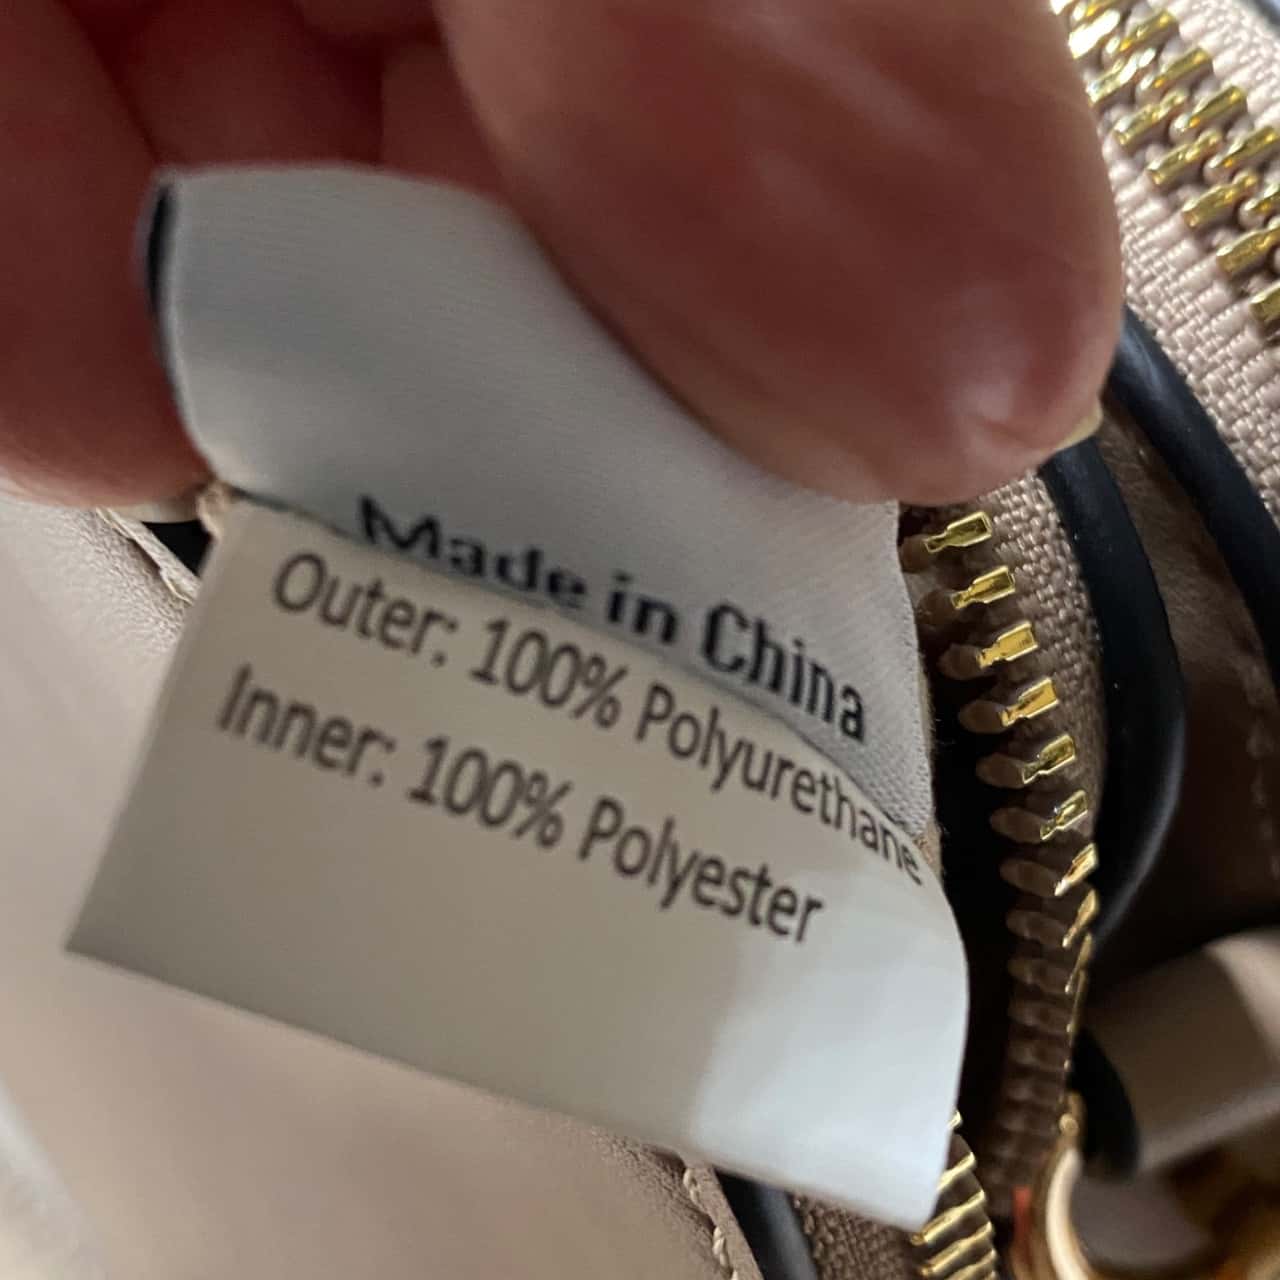 Made in China
Outer: 100% Polyurethane
Inner: 100% Polyester